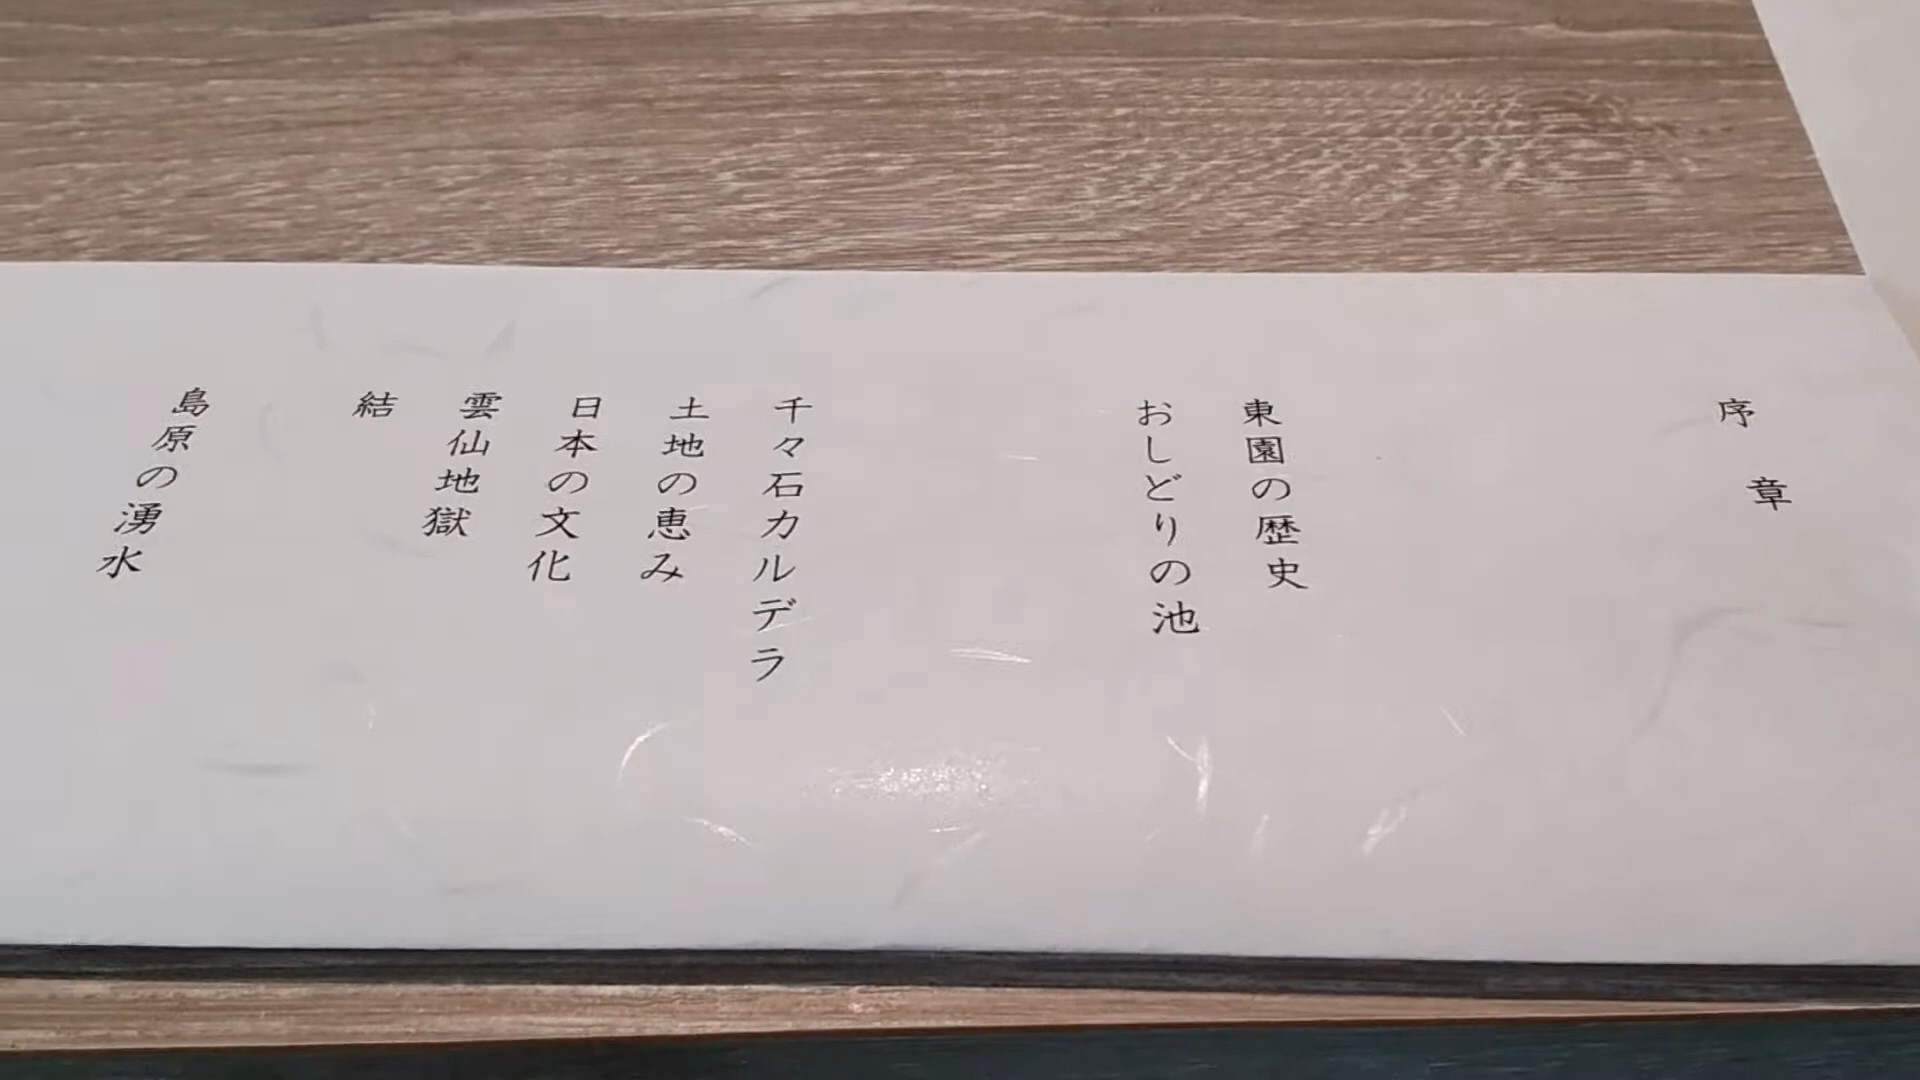 序章
東園の歴史
おしどりの池
千々石カルデラ
土地の恵み
日本の文化
雲仙地獄
結
島原の湧水